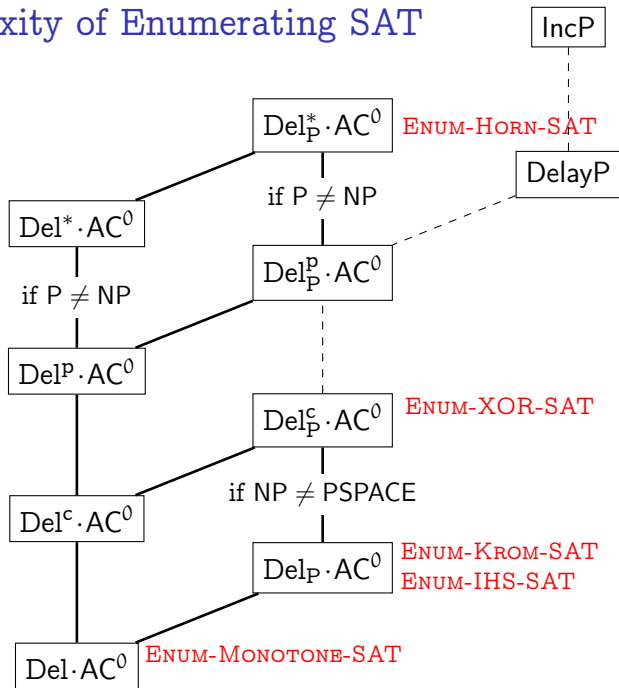 xity of Enumerating SAT
IncP
Del*P·AC⁰ ENUM-HORN-SAT
DelayP
if P ≠ NP
Del*·AC⁰
DelᵖP·AC⁰
if P ≠ NP
Delᵖ·AC⁰
DelᶜP·AC⁰ ENUM-XOR-SAT
if NP ≠ PSPACE
Delᶜ·AC⁰
DelP·AC⁰ ENUM-KROM-SAT
ENUM-IHS-SAT
Del·AC⁰ ENUM-MONOTONE-SAT